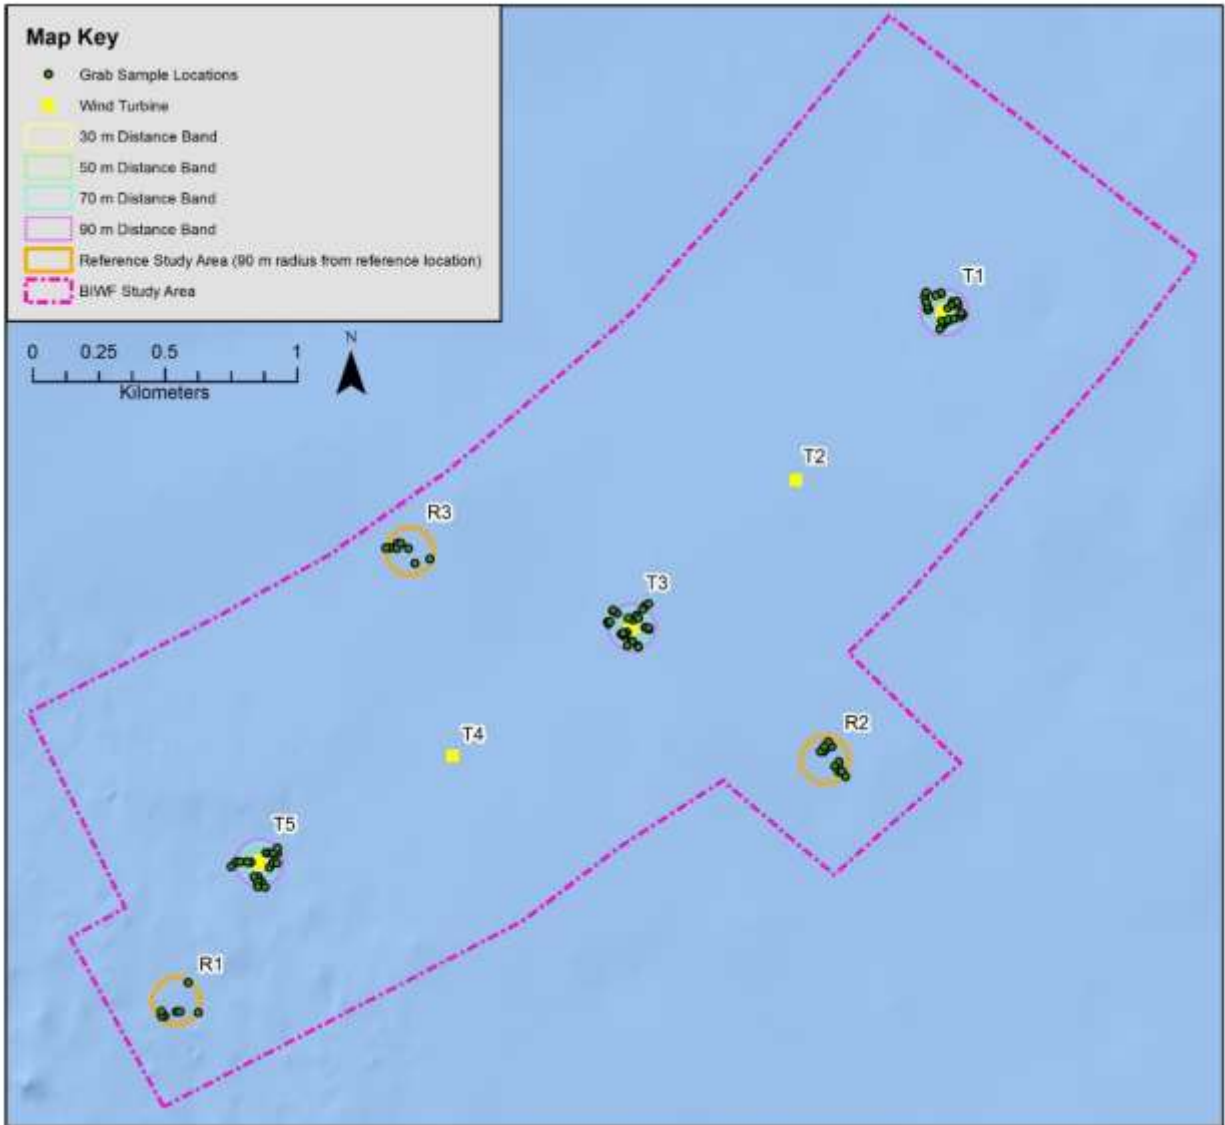 Map Key
Grab Sample Locations
Wind Turbine
30 m Distance Band
50 m Distance Band
70 m Distance Band
90 m Distance Band
Reference Study Area (90 m radius from reference location)
BIWF Study Area
0 0.25 0.5 1
Kilometers
N
T1
T2
R3
T3
R2
T4
T5
R1